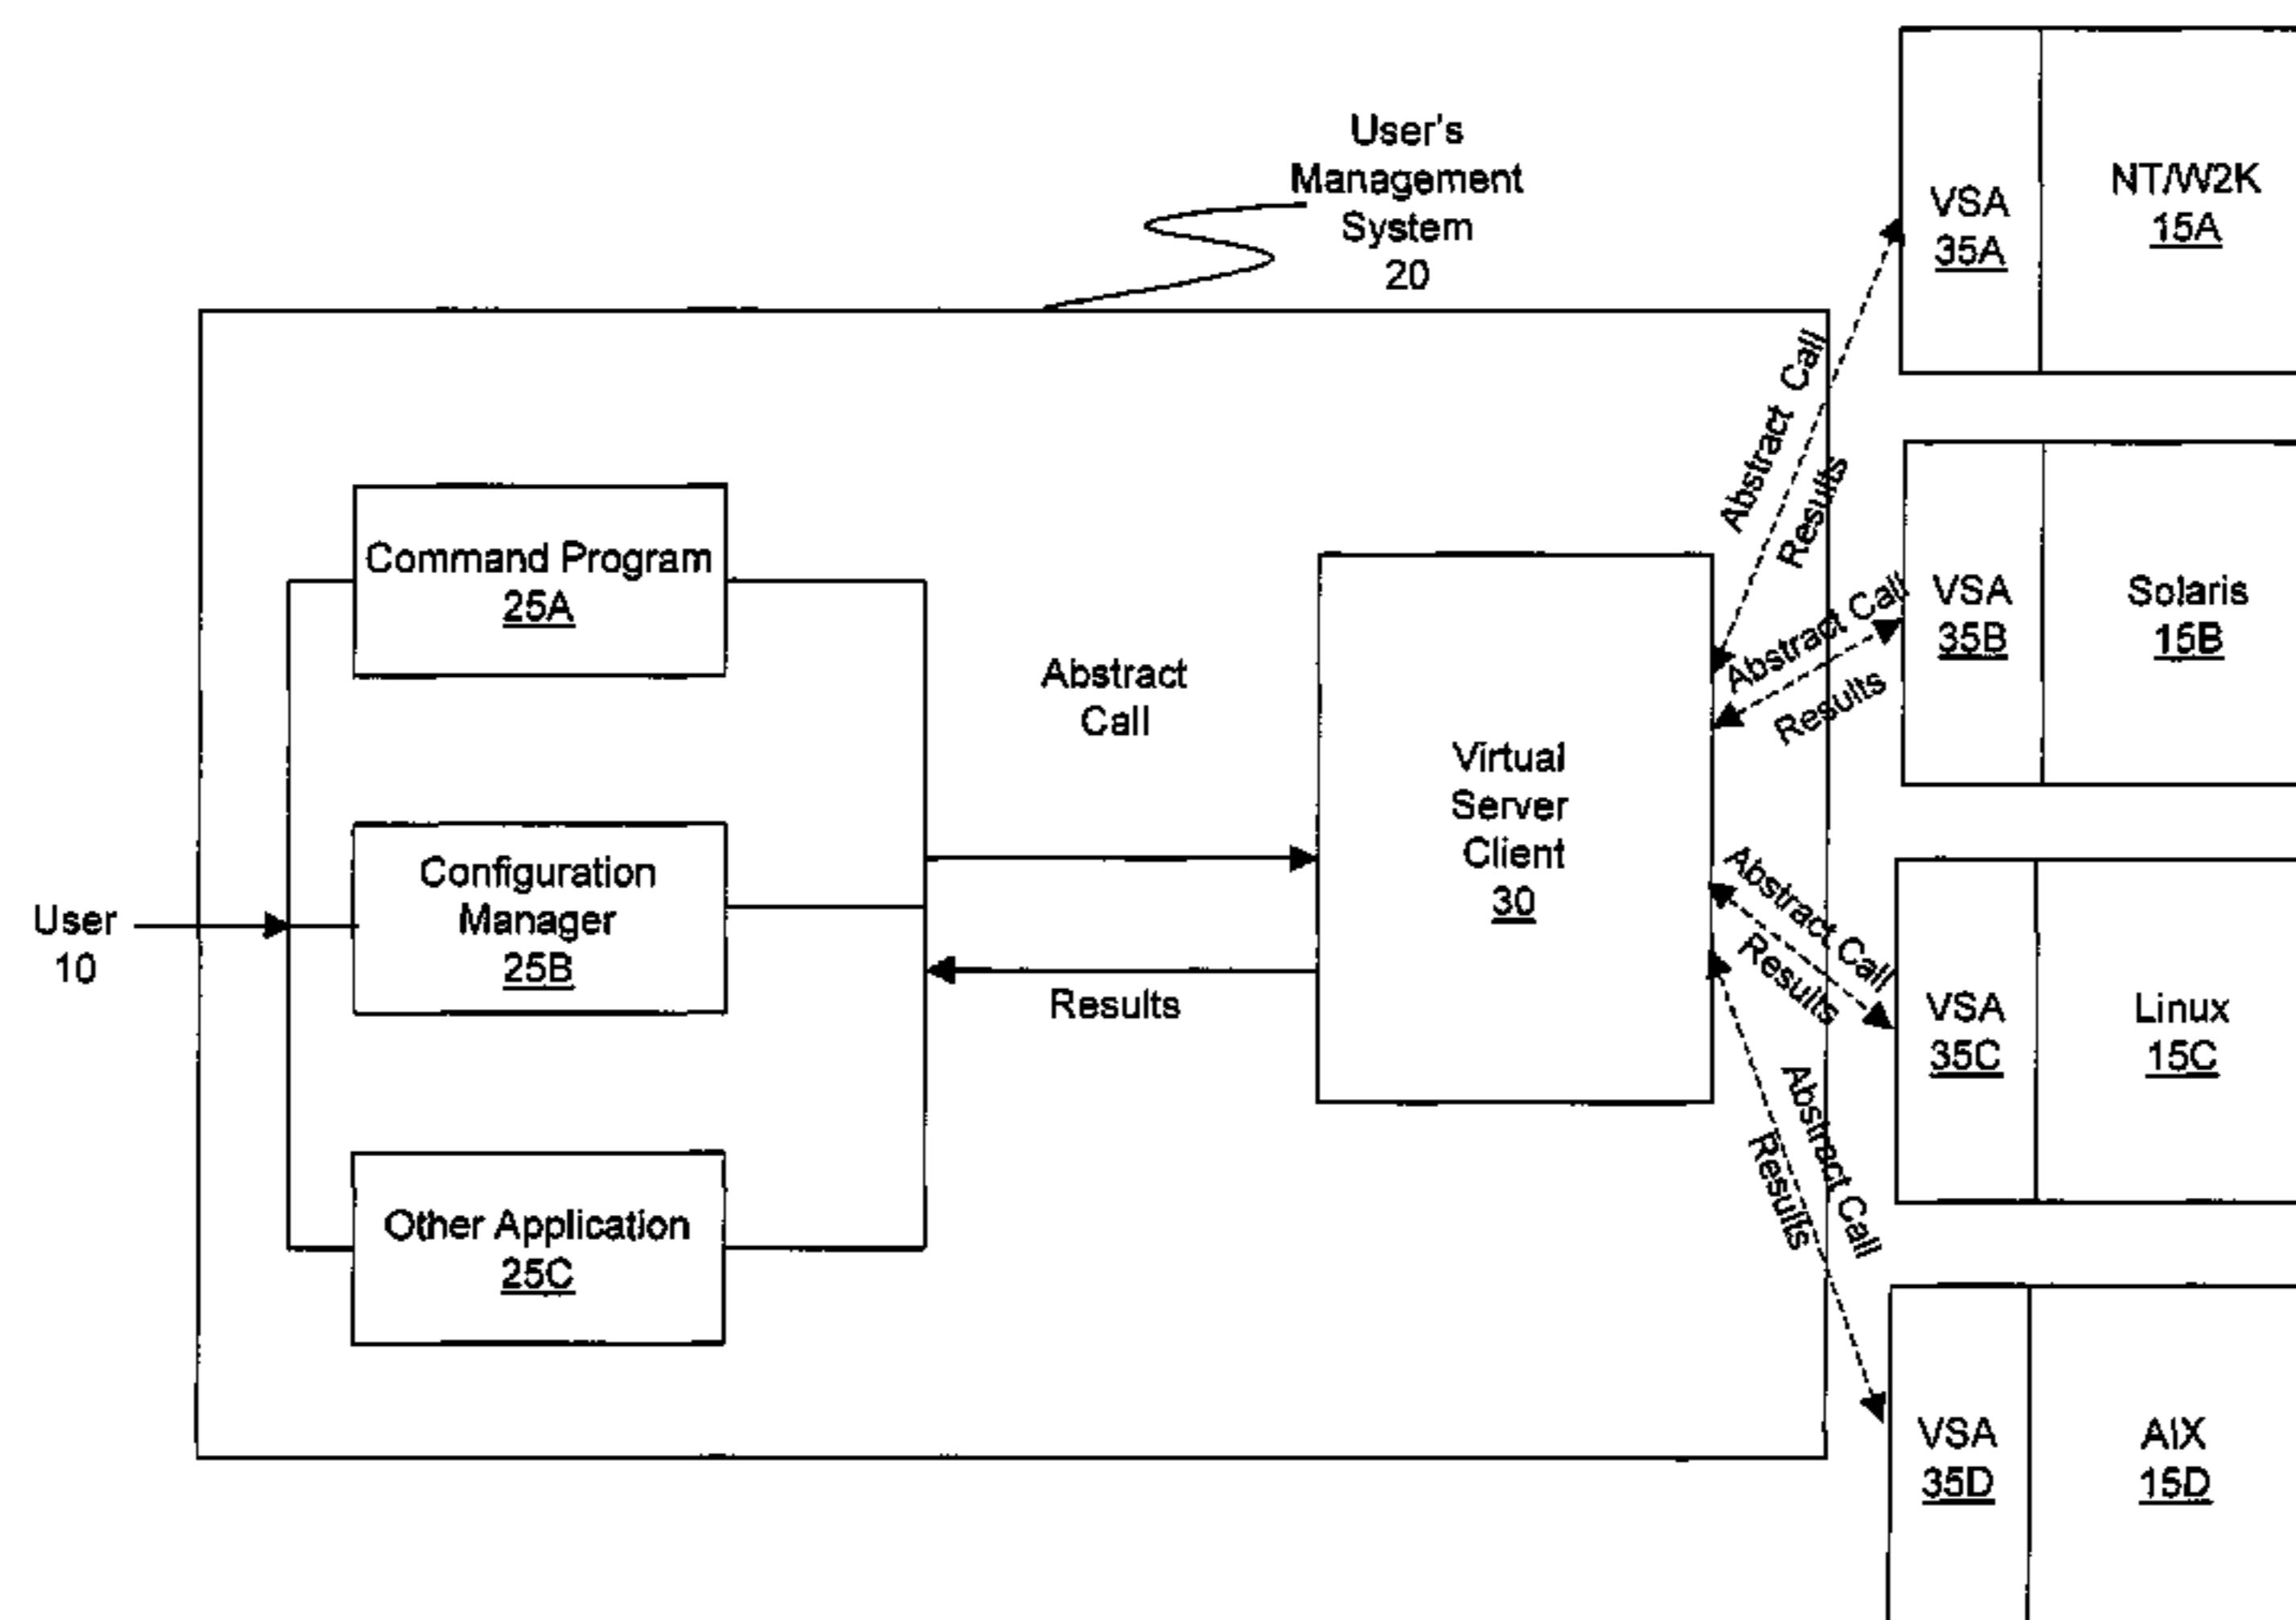 User's
Management
System
20
User
10
Command Program
25A
Configuration
Manager
25B
Other Application
25C
Abstract
Call
Results
Virtual
Server
Client
30
Abstract Call
Results
Abstract Call
Results
Abstract Call
Results
Abstract Call
Results
VSA
35A
NT/W2K
15A
VSA
35B
Solaris
15B
VSA
35C
Linux
15C
VSA
35D
AIX
15D